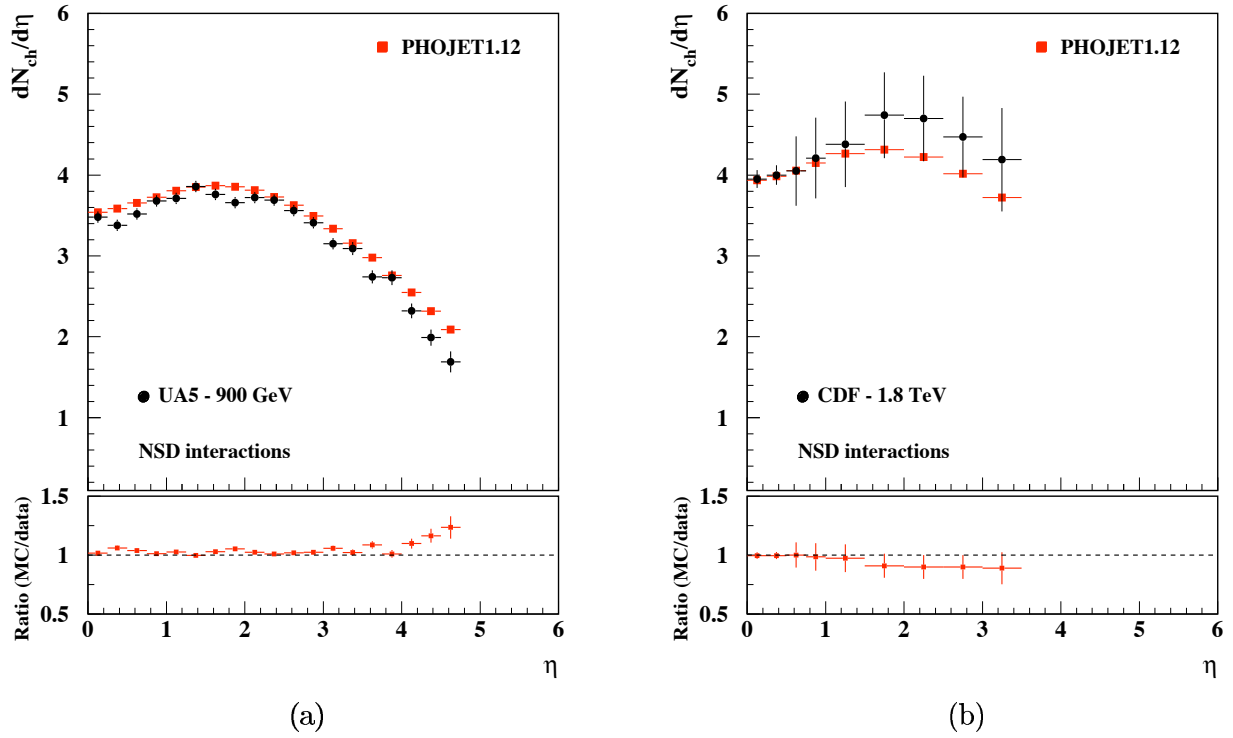 dN_ch/dη
6
5
4
3
2
1
PHOJET1.12
UA5 - 900 GeV
NSD interactions
Ratio (MC/data)
1.5
1
0.5
0 1 2 3 4 5 6
η
(a)
dN_ch/dη
6
5
4
3
2
1
PHOJET1.12
CDF - 1.8 TeV
NSD interactions
Ratio (MC/data)
1.5
1
0.5
0 1 2 3 4 5 6
η
(b)